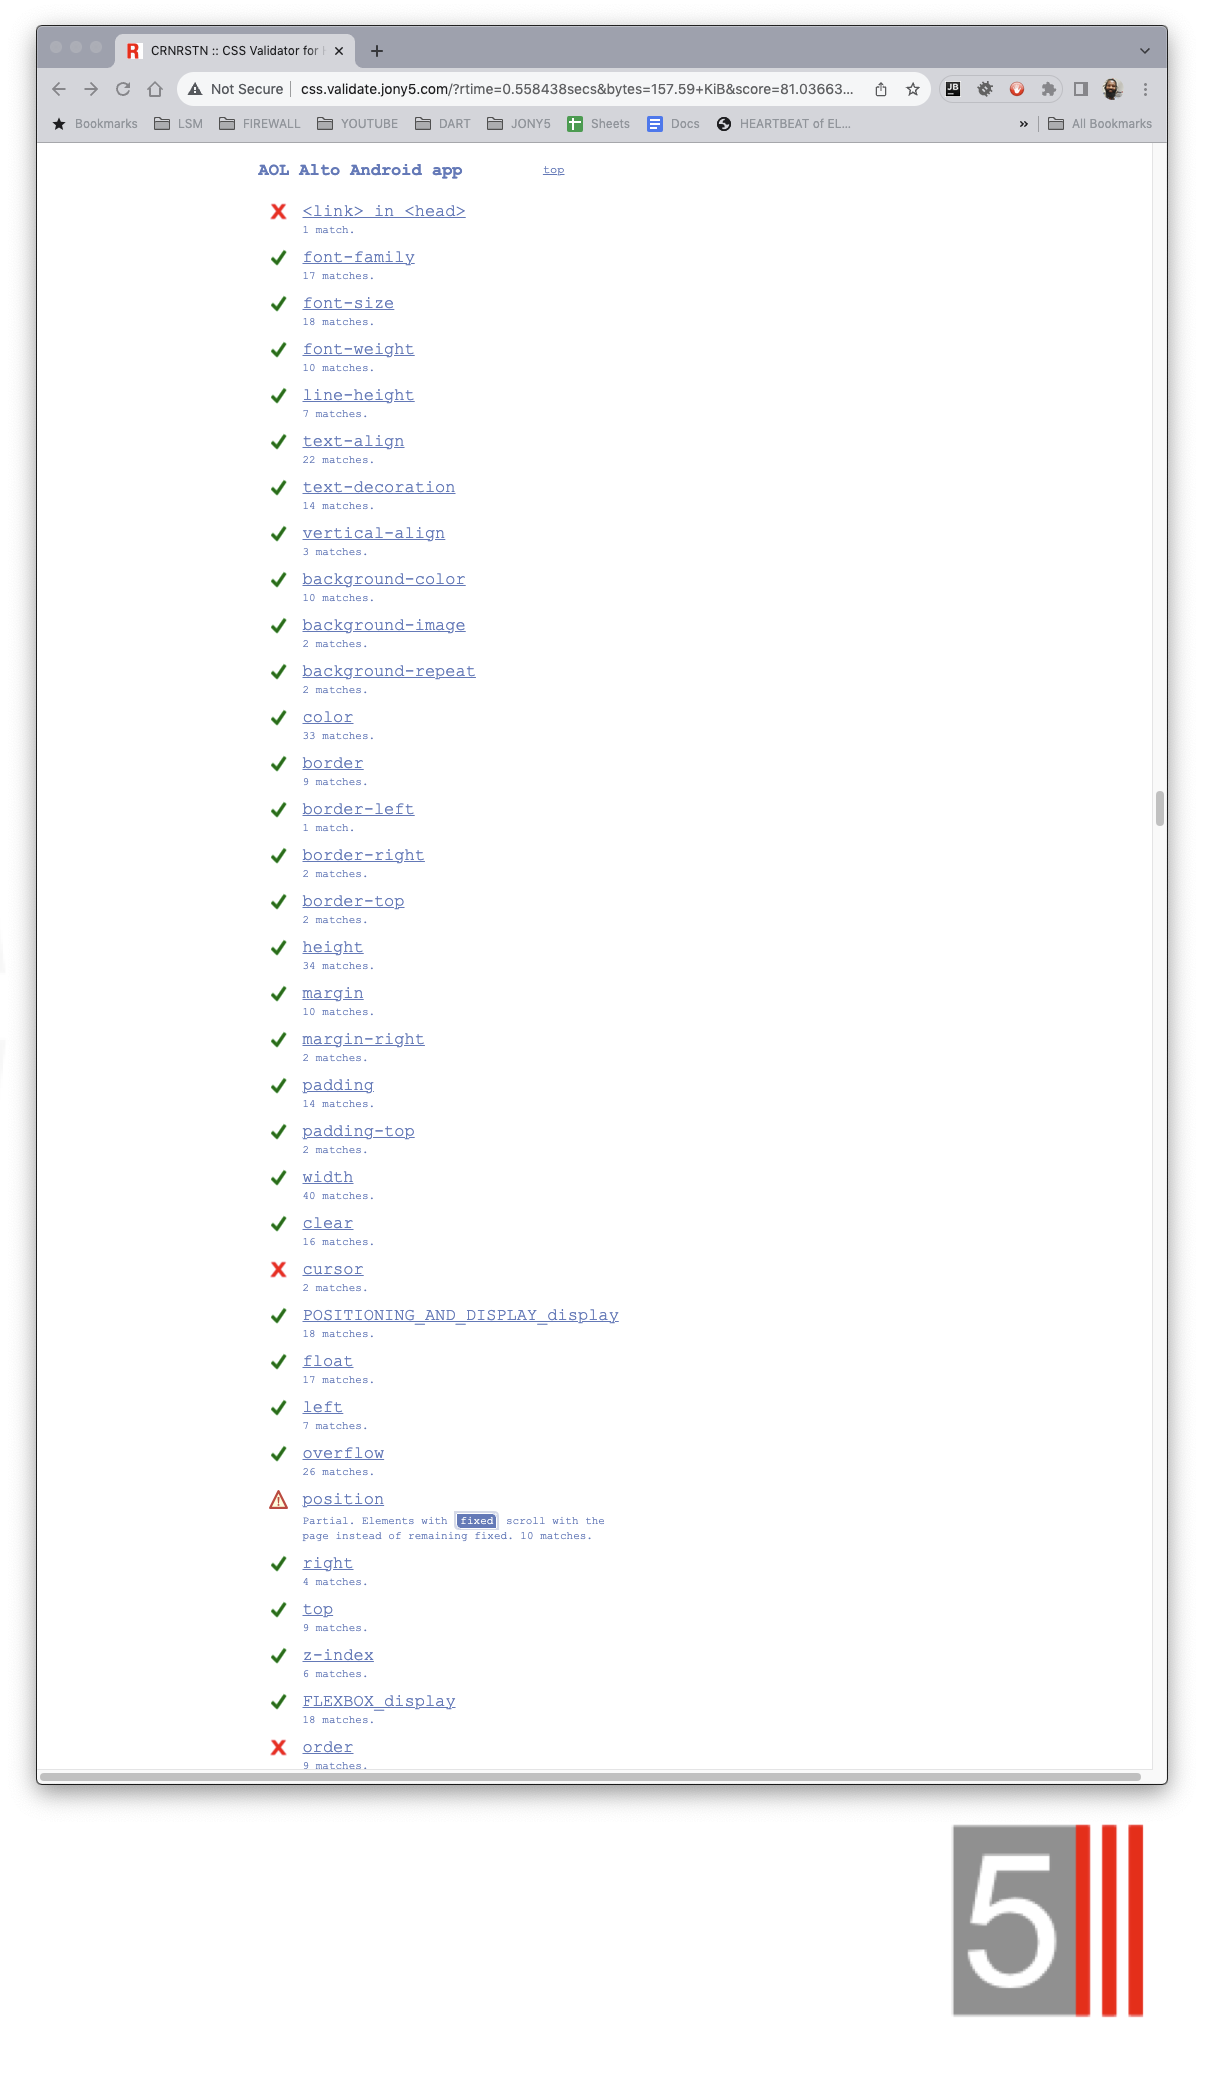 CRNRSTN :: CSS Validator for
Not Secure css.validate.jony5.com/?rtime=0.558438secs&bytes=157.59+KiB&score=81.03663...
Bookmarks LSM FIREWALL YOUTUBE DART JONY5 Sheets Docs HEARTBEAT of EL... » All Bookmarks
AOL Alto Android app top
<link> in <head>
1 match.
font-family
17 matches.
font-size
18 matches.
font-weight
10 matches.
line-height
7 matches.
text-align
22 matches.
text-decoration
14 matches.
vertical-align
3 matches.
background-color
10 matches.
background-image
2 matches.
background-repeat
2 matches.
color
33 matches.
border
9 matches.
border-left
1 match.
border-right
2 matches.
border-top
2 matches.
height
34 matches.
margin
10 matches.
margin-right
2 matches.
padding
14 matches.
padding-top
2 matches.
width
40 matches.
clear
16 matches.
cursor
2 matches.
POSITIONING_AND_DISPLAY_display
18 matches.
float
17 matches.
left
7 matches.
overflow
26 matches.
position
Partial. Elements with fixed scroll with the
page instead of remaining fixed. 10 matches.
right
4 matches.
top
9 matches.
z-index
6 matches.
FLEXBOX_display
18 matches.
order
9 matches.
5